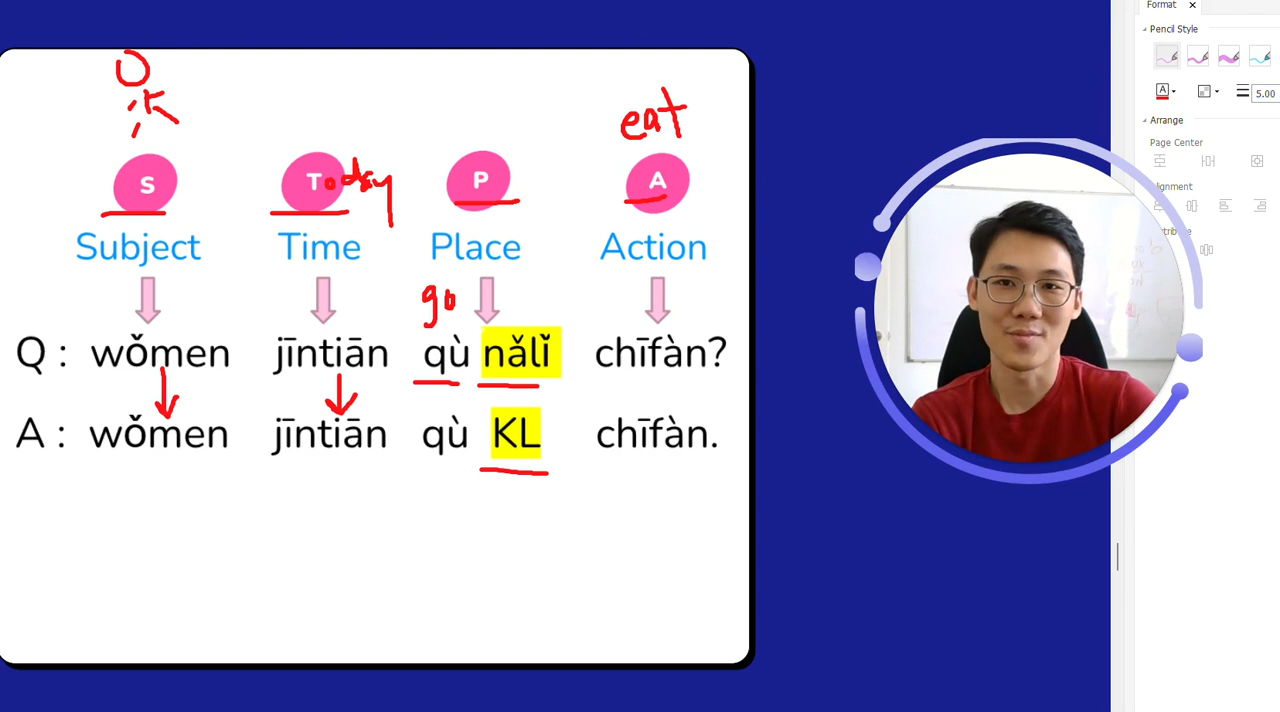 Format
Pencil Style
5.00
Arrange
Page Center
eat
S T P A
Today
Subject Time Place Action
go
Q : wǒmen jīntiān qù nǎlǐ chīfàn?
A : wǒmen jīntiān qù KL chīfàn.